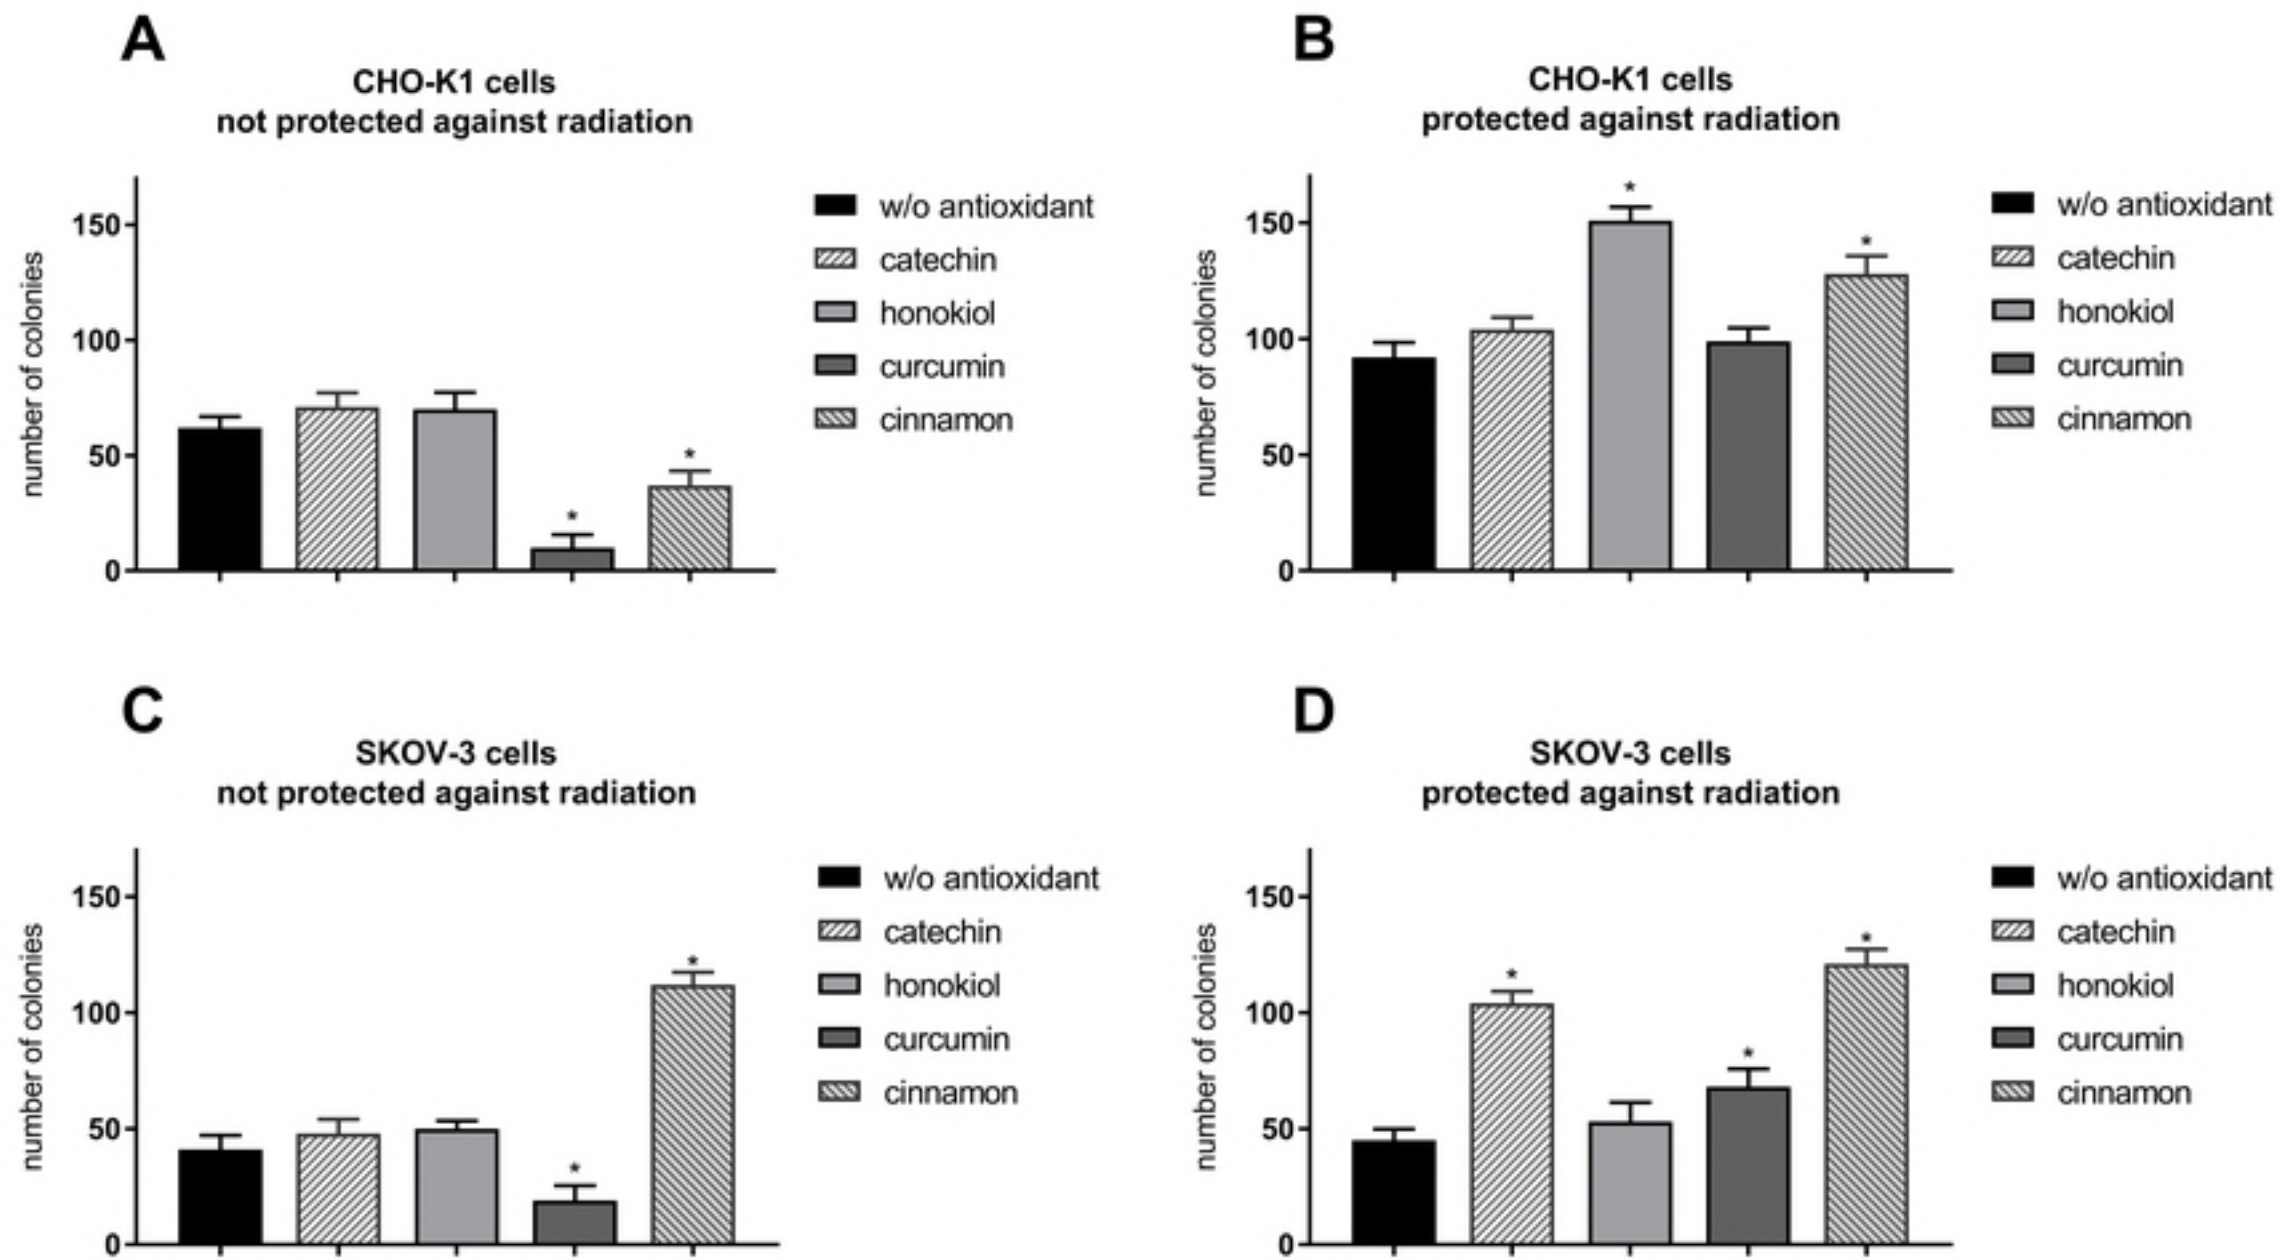 A
CHO-K1 cells
not protected against radiation
number of colonies
150
100
50
0
*
*
w/o antioxidant
catechin
honokiol
curcumin
cinnamon
B
CHO-K1 cells
protected against radiation
number of colonies
150
100
50
0
*
*
w/o antioxidant
catechin
honokiol
curcumin
cinnamon
C
SKOV-3 cells
not protected against radiation
number of colonies
150
100
50
0
*
*
w/o antioxidant
catechin
honokiol
curcumin
cinnamon
D
SKOV-3 cells
protected against radiation
number of colonies
150
100
50
0
*
*
*
w/o antioxidant
catechin
honokiol
curcumin
cinnamon